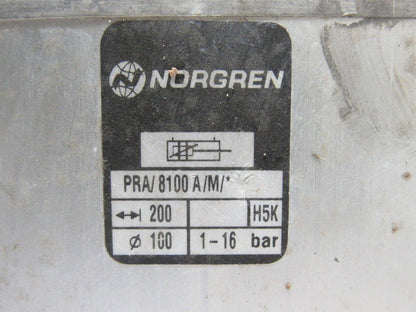 NORGREN
PRA/8100 A/M/*
200 H5K
Ø 100 1-16 bar